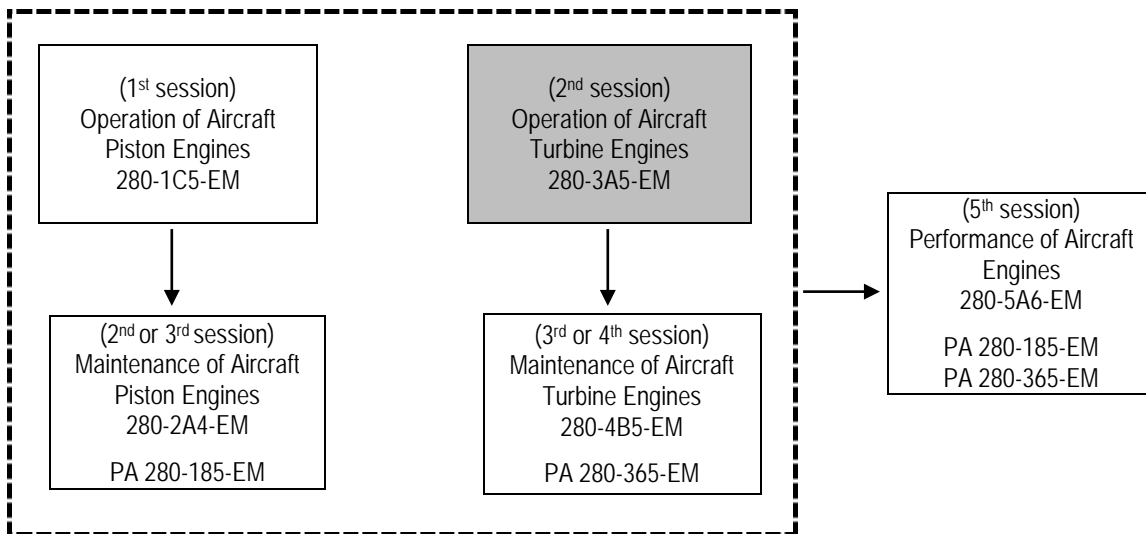 (1st session)
Operation of Aircraft
Piston Engines
280-1C5-EM
(2nd session)
Operation of Aircraft
Turbine Engines
280-3A5-EM
(2nd or 3rd session)
Maintenance of Aircraft
Piston Engines
280-2A4-EM
PA 280-185-EM
(3rd or 4th session)
Maintenance of Aircraft
Turbine Engines
280-4B5-EM
PA 280-365-EM
(5th session)
Performance of Aircraft
Engines
280-5A6-EM
PA 280-185-EM
PA 280-365-EM